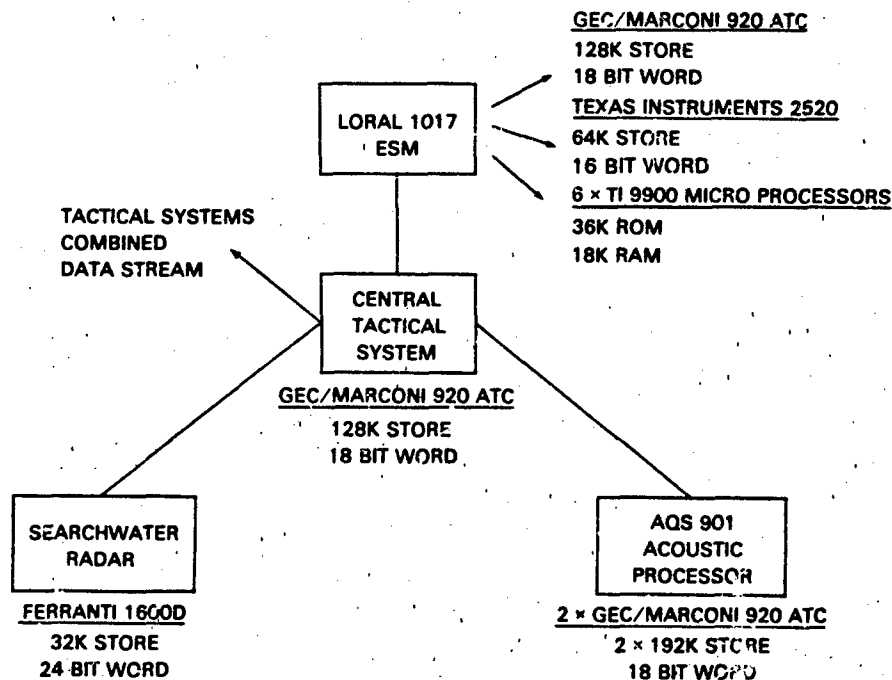 GEC/MARCONI 920 ATC
128K STORE
18 BIT WORD
TEXAS INSTRUMENTS 2520
64K STORE
16 BIT WORD
6 × TI 9900 MICRO PROCESSORS
36K ROM
18K RAM
LORAL 1017
ESM
TACTICAL SYSTEMS
COMBINED
DATA STREAM
CENTRAL
TACTICAL
SYSTEM
GEC/MARCONI 920 ATC
128K STORE
18 BIT WORD
SEARCHWATER
RADAR
FERRANTI 1600D
32K STORE
24 BIT WORD
AQS 901
ACOUSTIC
PROCESSOR
2 × GEC/MARCONI 920 ATC
2 × 192K STORE
18 BIT WORD